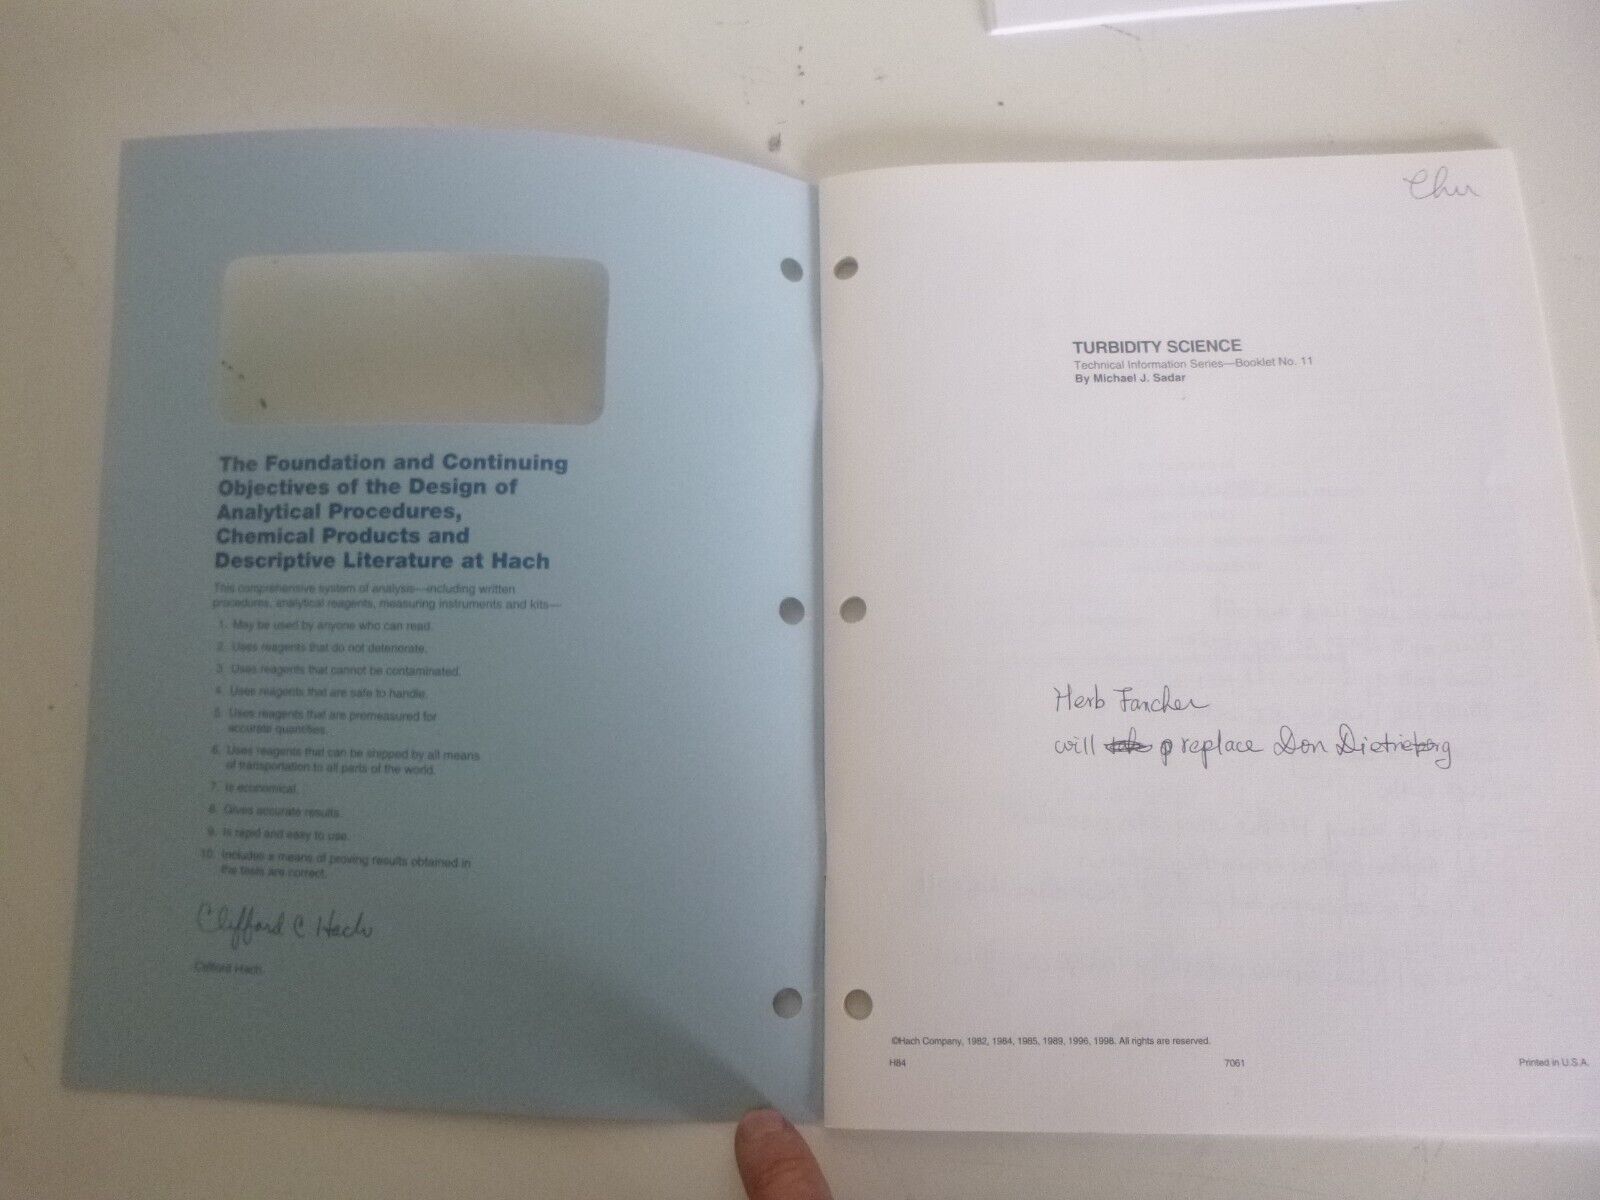 The Foundation and Continuing
Objectives of the Design of
Analytical Procedures,
Chemical Products and
Descriptive Literature at Hach
This comprehensive system of analysis—including written
procedures, analytical reagents, measuring instruments and kits—
1. May be used by anyone who can read.
2. Uses reagents that do not deteriorate.
3. Uses reagents that cannot be contaminated.
4. Uses reagents that are safe to handle.
5. Uses reagents that are premeasured for
accurate quantities.
6. Uses reagents that can be shipped by all means
of transportation to all parts of the world.
7. Is economical.
8. Gives accurate results.
9. Is rapid and easy to use.
10. Includes a means of proving results obtained in
the tests are correct.
Clifford C Hach
Clifford Hach
TURBIDITY SCIENCE
Technical Information Series—Booklet No. 11
By Michael J. Sadar
Herb Fancher
will replace Don
©Hach Company, 1982, 1984, 1985, 1989, 1996, 1998. All rights are reserved.
H84 7061 Printed in U.S.A.